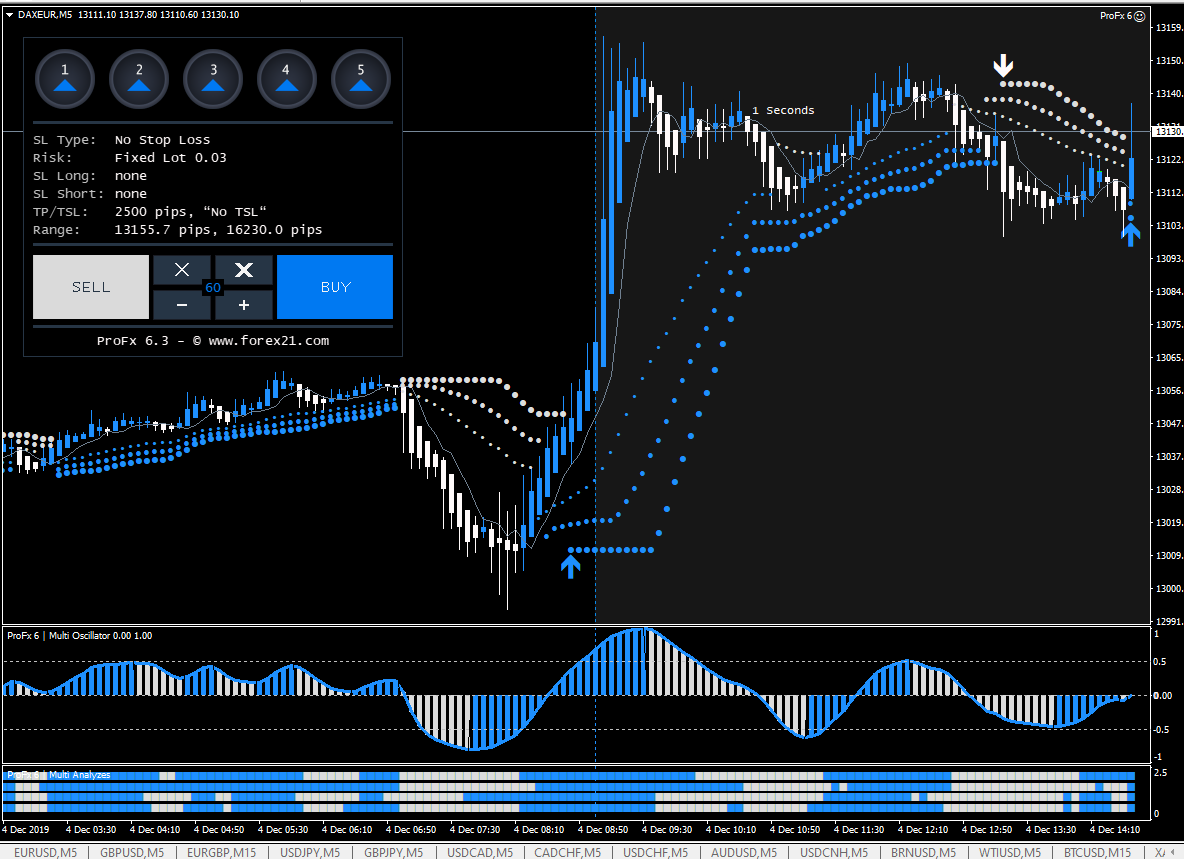 DAXEUR,M5 13111.10 13137.80 13110.60 13130.10
ProFx 6
1 2 3 4 5
SL Type: No Stop Loss
Risk: Fixed Lot 0.03
SL Long: none
SL Short: none
TP/TSL: 2500 pips, “No TSL“
Range: 13155.7 pips, 16230.0 pips
SELL
60
BUY
ProFx 6.3 - © www.forex21.com
1 Seconds
13159.
13150.
13140.
13130.
13122.
13112.
13103.
13093.
13084.
13075.
13065.
13056.
13047.
13037.
13028.
13019.
13009.
13000.
12991.
ProFx 6 | Multi Oscillator 0.00 1.00
1
0.5
0.00
-0.5
-1
ProFx 6 | Multi Analyzes
2.5
0
4 Dec 2019 4 Dec 03:30 4 Dec 04:10 4 Dec 04:50 4 Dec 05:30 4 Dec 06:10 4 Dec 06:50 4 Dec 07:30 4 Dec 08:10 4 Dec 08:50 4 Dec 09:30 4 Dec 10:10 4 Dec 10:50 4 Dec 11:30 4 Dec 12:10 4 Dec 12:50 4 Dec 13:30 4 Dec 14:10
EURUSD,M5 GBPUSD,M5 EURGBP,M15 USDJPY,M5 GBPJPY,M5 USDCAD,M5 CADCHF,M5 USDCHF,M5 AUDUSD,M5 USDCNH,M5 BRNUSD,M5 WTIUSD,M5 BTCUSD,M15